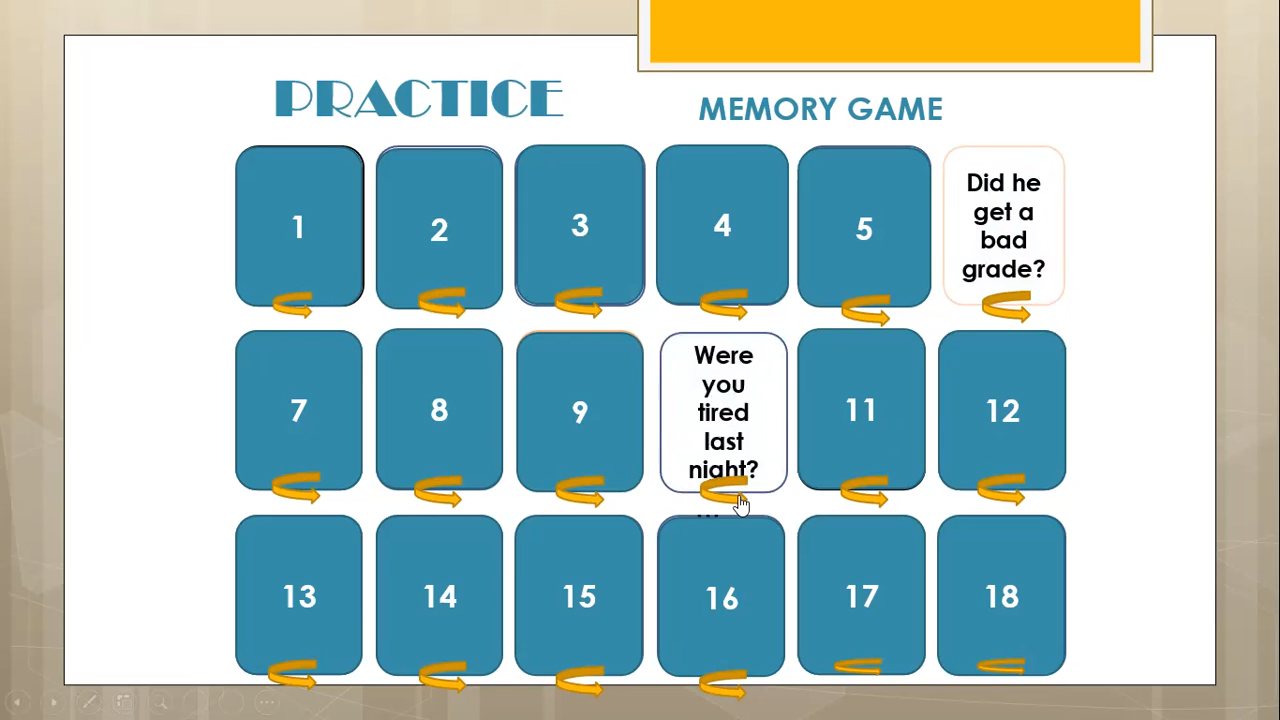 PRACTICE
MEMORY GAME
1
2
3
4
5
Did he
get a
bad
grade?
7
8
9
Were
you
tired
last
night?
...
11
12
13
14
15
16
17
18